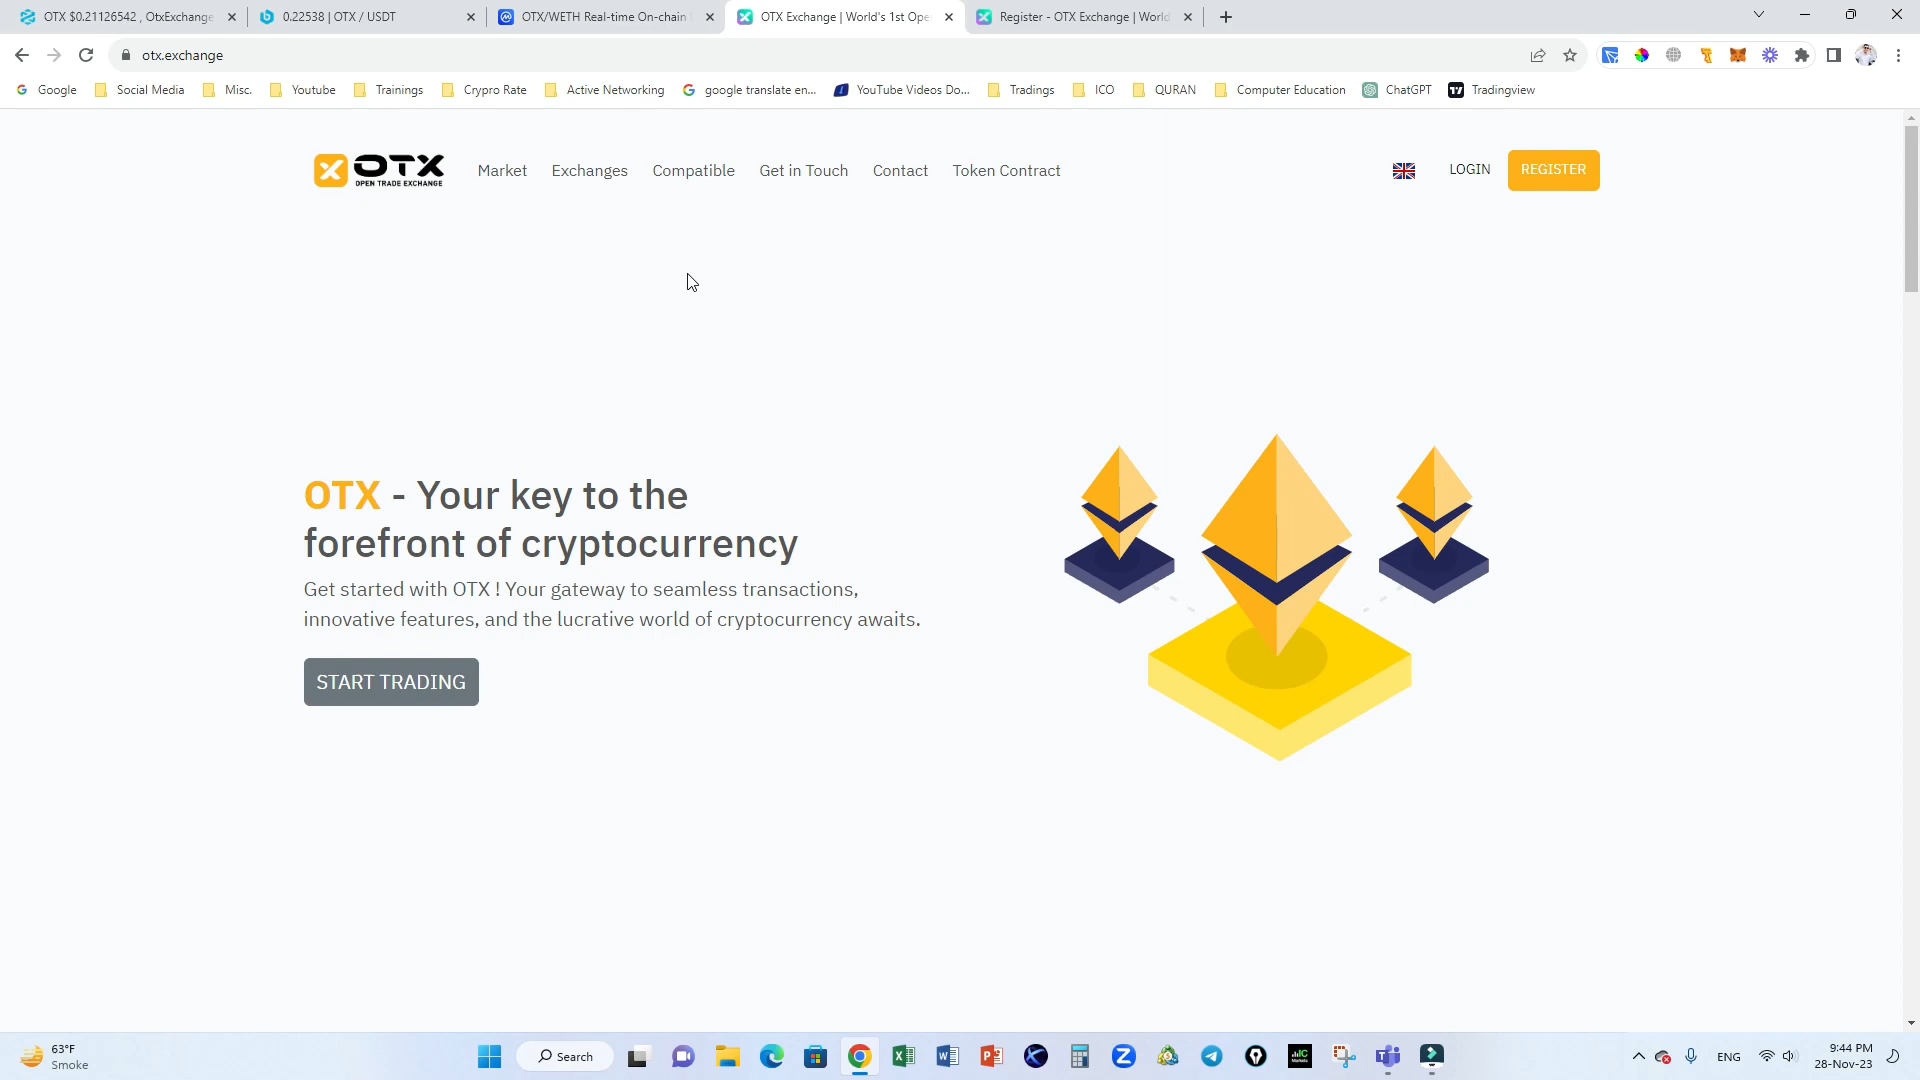 OTX $0.21126542 , OtxExchange
0.22538 | OTX / USDT
OTX/WETH Real-time On-chain
OTX Exchange | World's 1st Ope
Register - OTX Exchange | World
otx.exchange
Google
Social Media
Misc.
Youtube
Trainings
Crypro Rate
Active Networking
google translate en...
YouTube Videos Do...
Tradings
ICO
QURAN
Computer Education
ChatGPT
Tradingview
OTX
OPEN TRADE EXCHANGE
Market
Exchanges
Compatible
Get in Touch
Contact
Token Contract
LOGIN
REGISTER
OTX - Your key to the
forefront of cryptocurrency
Get started with OTX ! Your gateway to seamless transactions,
innovative features, and the lucrative world of cryptocurrency awaits.
START TRADING
63°F
Smoke
Search
ENG
9:44 PM
28-Nov-23